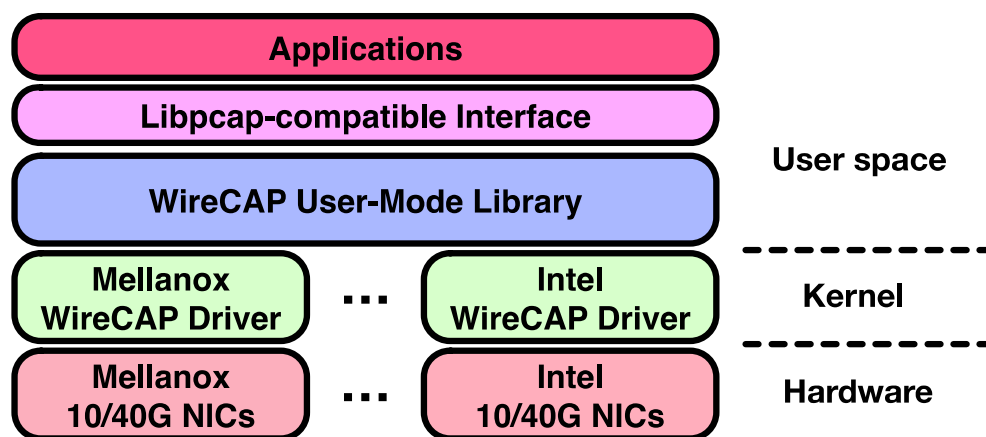 Applications
Libpcap-compatible Interface
WireCAP User-Mode Library
User space
Mellanox
WireCAP Driver
...
Intel
WireCAP Driver
Kernel
Mellanox
10/40G NICs
...
Intel
10/40G NICs
Hardware